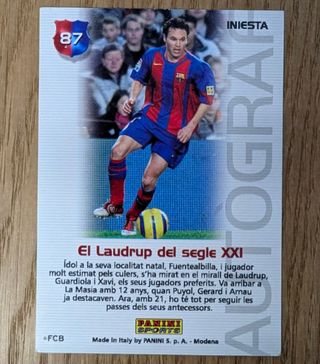 87
INIESTA
AUTOGRAF
El Laudrup del segle XXI
Ídol a la seva localitat natal, Fuentealbilla, i jugador
molt estimat pels culers, s'ha mirat en el mirall de Laudrup,
Guardiola i Xavi, els seus jugadors preferits. Va arribar a
La Masia amb 12 anys, quan Puyol, Gerard i Arnau
ja destacaven. Ara, amb 21, ho té tot per seguir les
passes dels seus antecessors.
PANINI
SPORTS
FCB
Made in Italy by PANINI S. p. A. - Modena